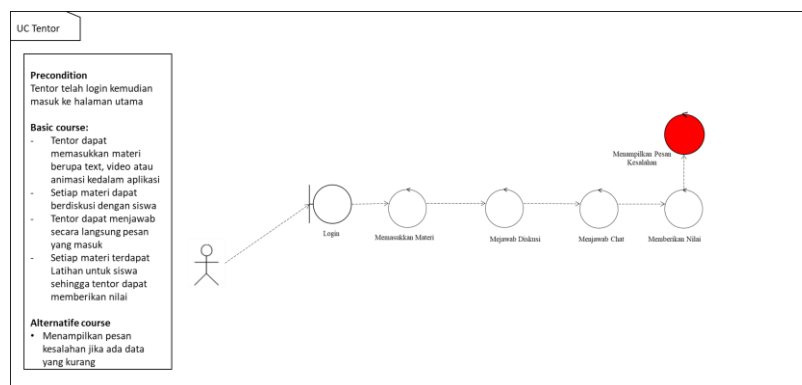 UC Tentor
Precondition
Tentor telah login kemudian
masuk ke halaman utama
Basic course:
- Tentor dapat
memasukkan materi
berupa text, video atau
animasi kedalam aplikasi
- Setiap materi dapat
berdiskusi dengan siswa
- Tentor dapat menjawab
secara langsung pesan
yang masuk
- Setiap materi terdapat
Latihan untuk siswa
sehingga tentor dapat
memberikan nilai
Alternatife course
• Menampilkan pesan
kesalahan jika ada data
yang kurang
Menampilkan Pesan
Kesalahan
Login
Memasukkan Materi
Mejawab Diskusi
Menjawab Chat
Memberikan Nilai